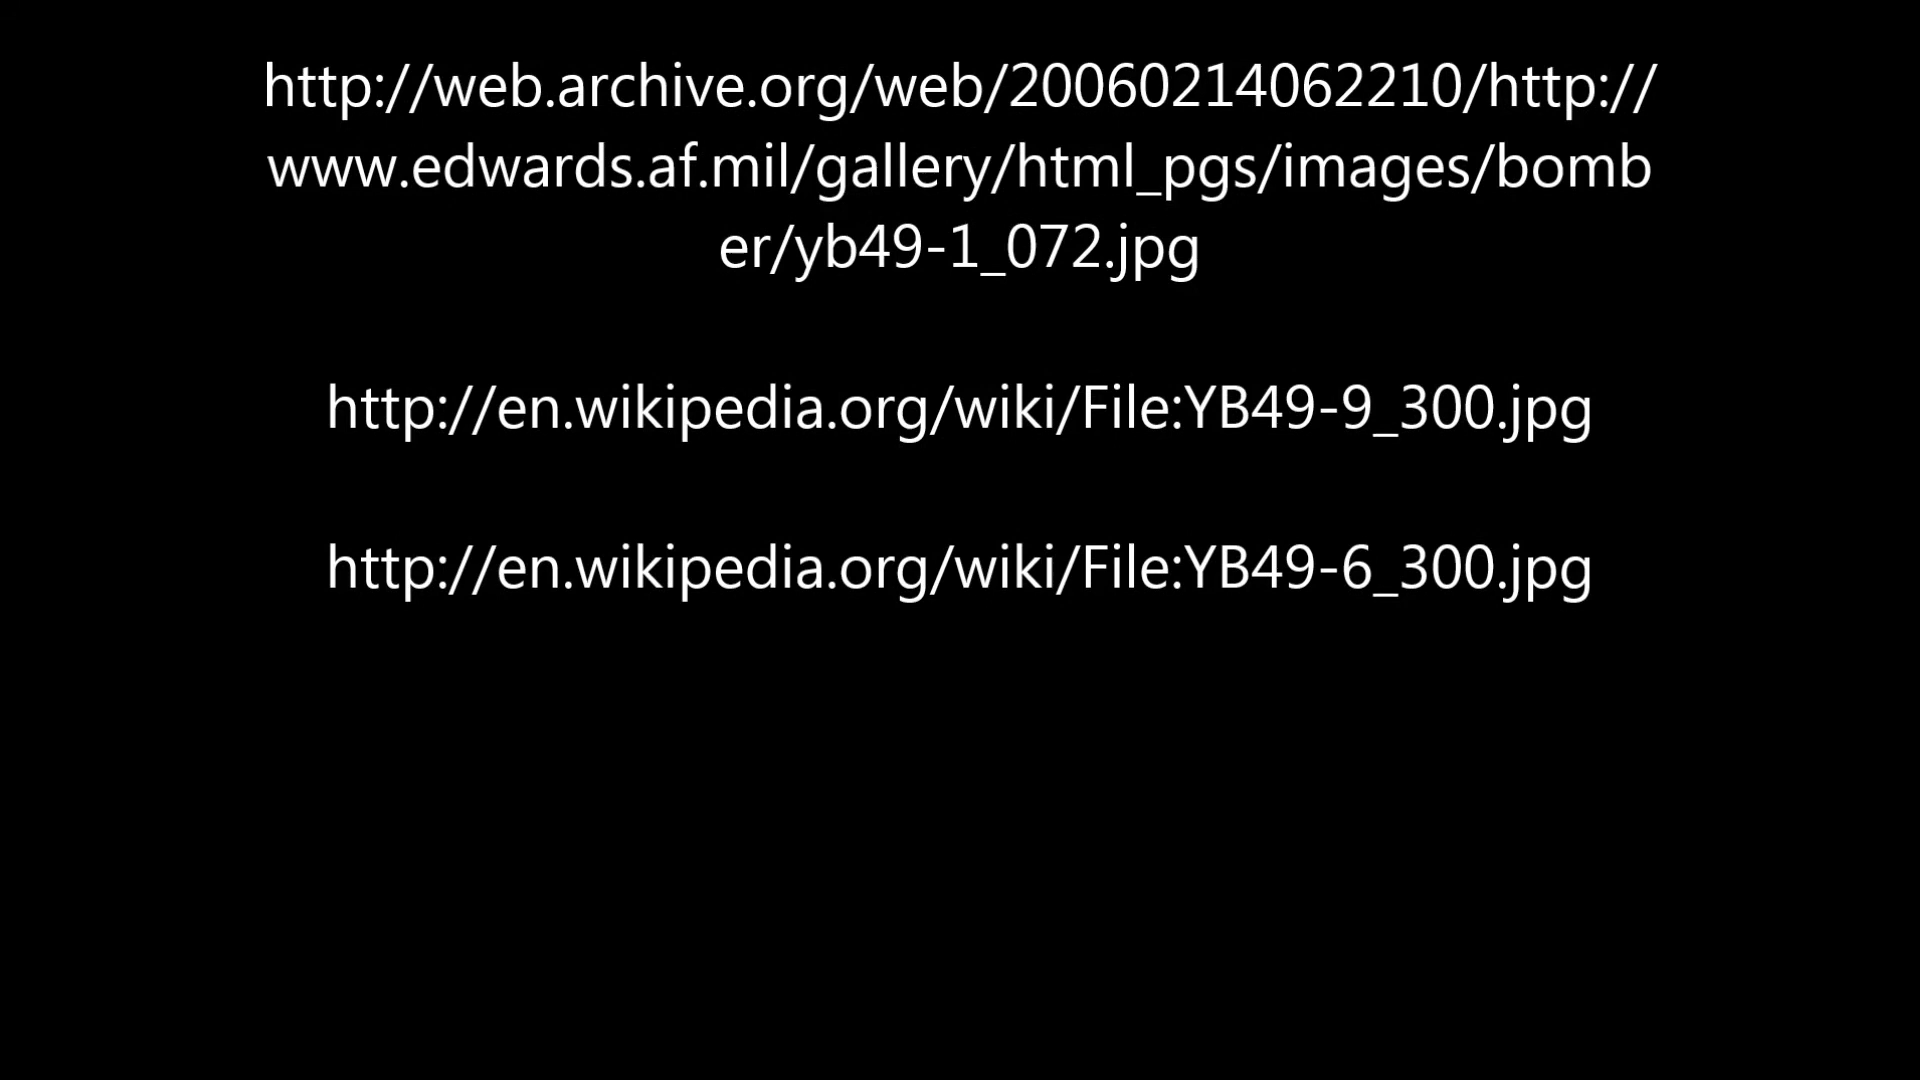 http://web.archive.org/web/20060214062210/http://
www.edwards.af.mil/gallery/html_pgs/images/bomb
er/yb49-1_072.jpg
http://en.wikipedia.org/wiki/File:YB49-9_300.jpg
http://en.wikipedia.org/wiki/File:YB49-6_300.jpg